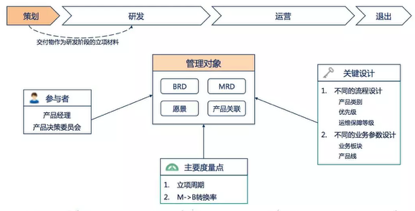 策划
研发
运营
退出
交付物作为研发阶段的立项材料
管理对象
BRD
MRD
愿景
产品关联
参与者
产品经理
产品决策委员会
关键设计
1. 不同的流程设计
产品类别
优先级
运维保障等级
2. 不同的业务参数设计
业务板块
产品线
主要度量点
1. 立项周期
2. M->B转换率